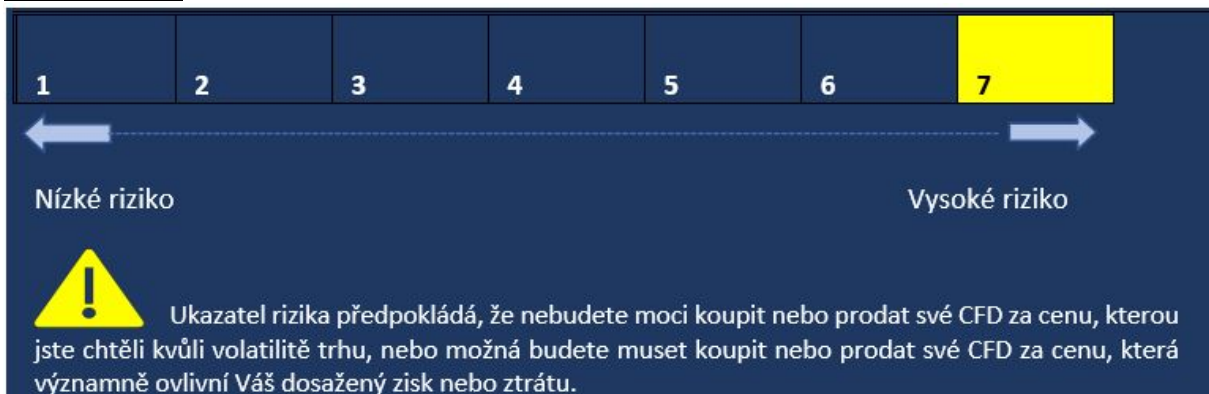 1 2 3 4 5 6 7
Nízké riziko Vysoké riziko
Ukazatel rizika předpokládá, že nebudete moci koupit nebo prodat své CFD za cenu, kterou
jste chtěli kvůli volatilitě trhu, nebo možná budete muset koupit nebo prodat své CFD za cenu, která
významně ovlivní Váš dosažený zisk nebo ztrátu.